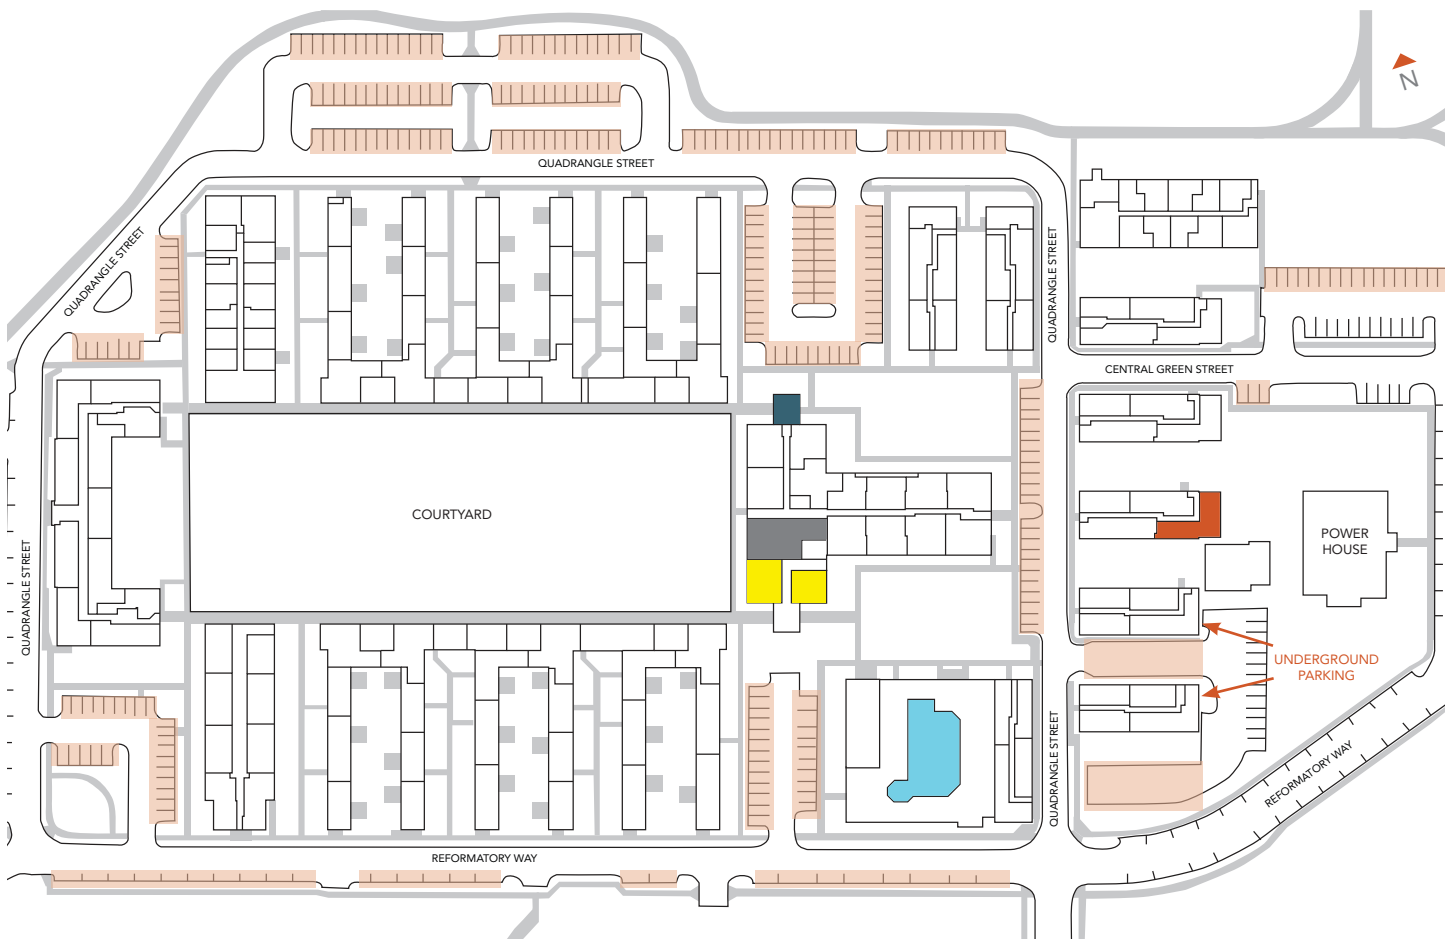 N
QUADRANGLE STREET
QUADRANGLE STREET
QUADRANGLE STREET
CENTRAL GREEN STREET
COURTYARD
POWER
HOUSE
QUADRANGLE STREET
UNDERGROUND
PARKING
QUADRANGLE STREET
REFORMATORY WAY
REFORMATORY WAY